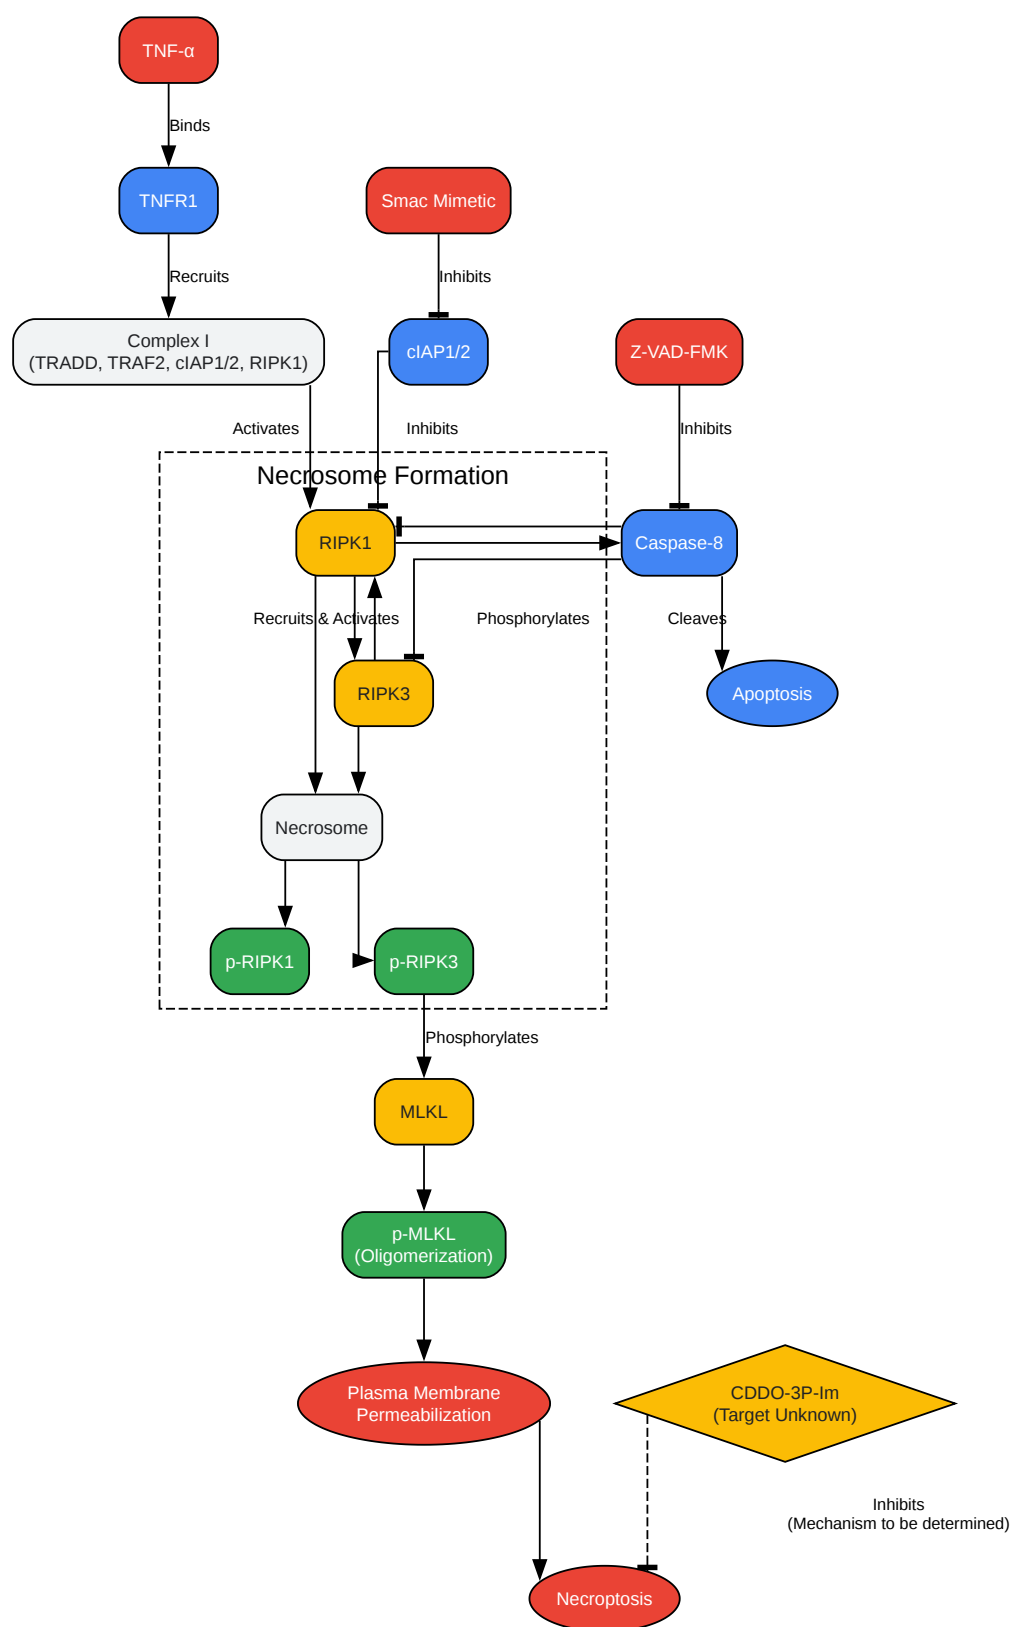 TNF-α
Binds
TNFR1
Smac Mimetic
Recruits
Inhibits
Complex I
(TRADD, TRAF2, cIAP1/2, RIPK1)
cIAP1/2
Z-VAD-FMK
Activates
Inhibits
Inhibits
Necrosome Formation
RIPK1
Caspase-8
Recruits & Activates
Phosphorylates
Cleaves
RIPK3
Apoptosis
Necrosome
p-RIPK1
p-RIPK3
Phosphorylates
MLKL
p-MLKL
(Oligomerization)
Plasma Membrane
Permeabilization
CDDO-3P-Im
(Target Unknown)
Inhibits
(Mechanism to be determined)
Necroptosis